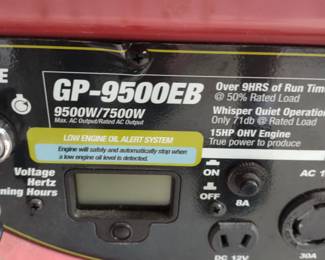 E
GP-9500EB
9500W/7500W
Max. AC Output/Rated AC Output
Over 9HRS of Run Time
@ 50% Rated Load
Whisper Quiet Operation
Only 71db @ Rated Load
15HP OHV Engine
True power to produce
LOW ENGINE OIL ALERT SYSTEM
Engine will safely and automatically stop when
a low engine oil level is detected.
Voltage
Hertz
ning Hours
ON
OFF
8A
AC 1
30A
DC 12V